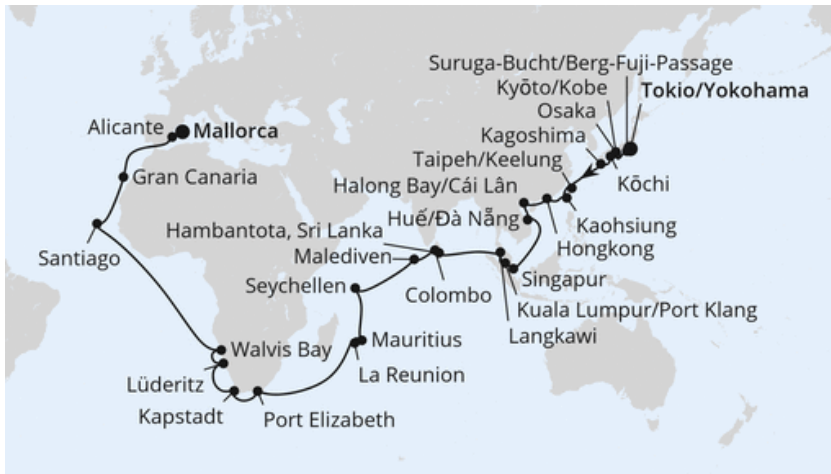 Suruga-Bucht/Berg-Fuji-Passage
Kyōto/Kobe
Tokio/Yokohama
Osaka
Alicante
Mallorca
Kagoshima
Taipeh/Keelung
Gran Canaria
Halong Bay/Cái Lân
Kōchi
Huế/Đà Nẵng
Kaohsiung
Hambantota, Sri Lanka
Hongkong
Santiago
Malediven
Singapur
Seychellen
Colombo
Kuala Lumpur/Port Klang
Langkawi
Mauritius
Walvis Bay
La Reunion
Lüderitz
Kapstadt
Port Elizabeth